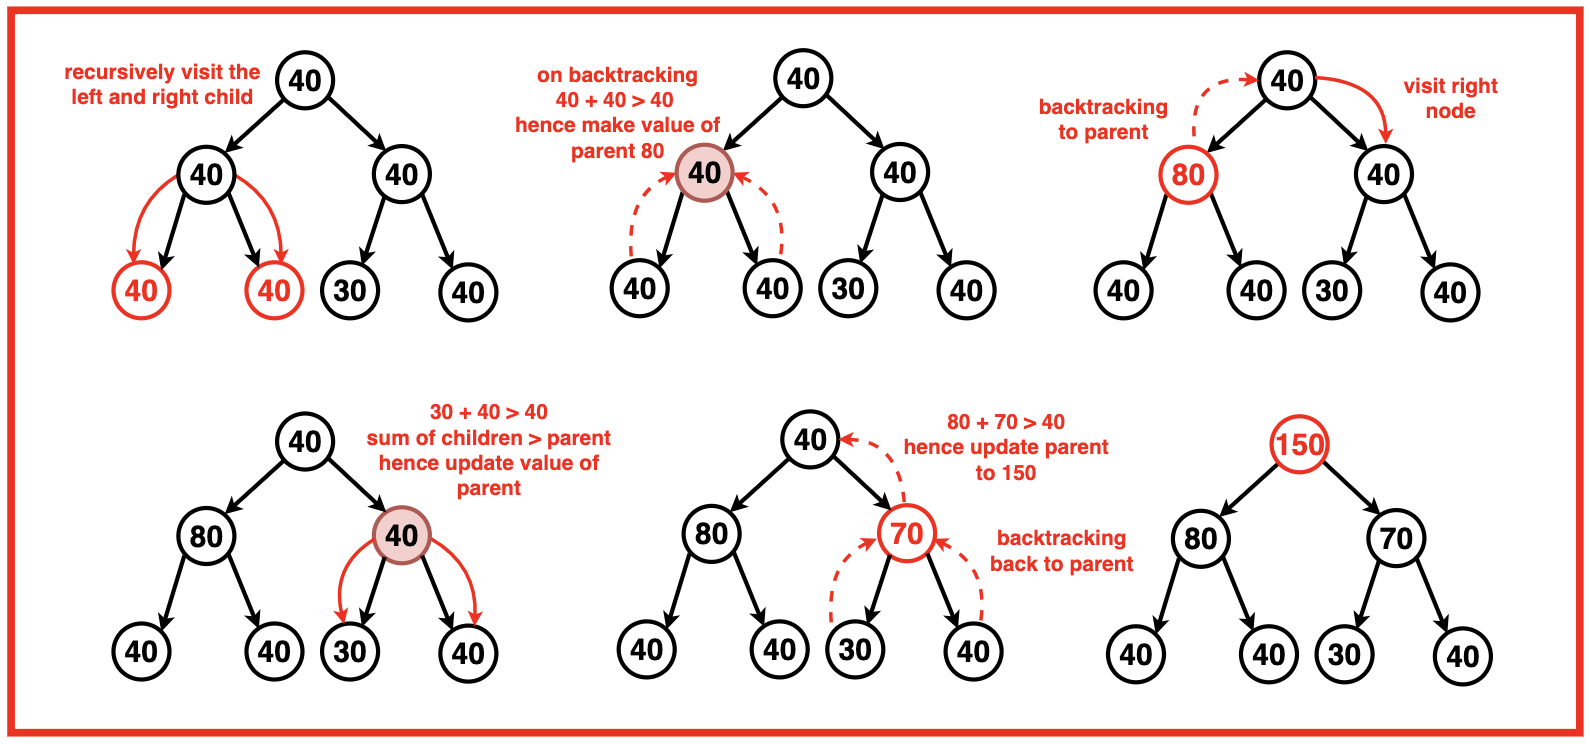 recursively visit the
left and right child
40
40
40
40
40
30
40
on backtracking
40 + 40 > 40
hence make value of
parent 80
40
40
40
40
40
30
40
backtracking
to parent
visit right
node
40
80
40
40
40
30
40
30 + 40 > 40
sum of children > parent
hence update value of
parent
40
80
40
40
40
30
40
80 + 70 > 40
hence update parent
to 150
backtracking
back to parent
40
80
70
40
40
30
40
150
80
70
40
40
30
40